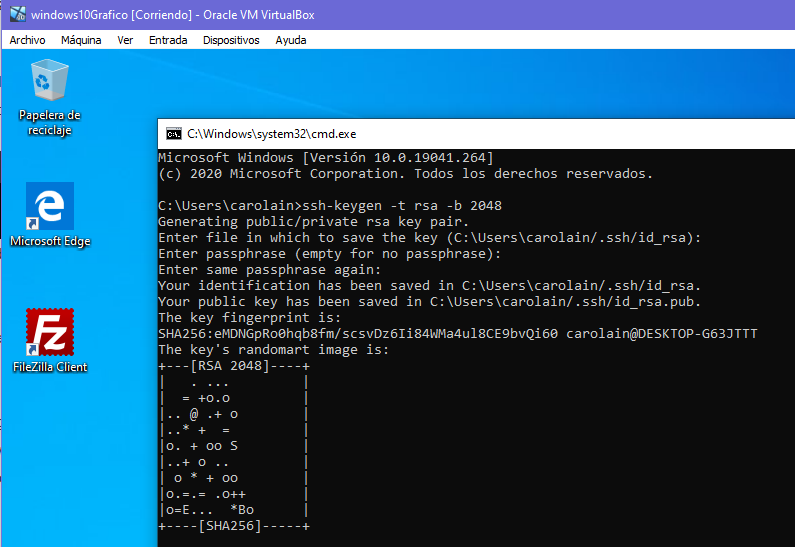 windows10Grafico [Corriendo] - Oracle VM VirtualBox
Archivo Máquina Ver Entrada Dispositivos Ayuda
Papelera de
reciclaje
Microsoft Edge
FileZilla Client
C:\Windows\system32\cmd.exe
Microsoft Windows [Versión 10.0.19041.264]
(c) 2020 Microsoft Corporation. Todos los derechos reservados.
C:\Users\carolain>ssh-keygen -t rsa -b 2048
Generating public/private rsa key pair.
Enter file in which to save the key (C:\Users\carolain/.ssh/id_rsa):
Enter passphrase (empty for no passphrase):
Enter same passphrase again:
Your identification has been saved in C:\Users\carolain/.ssh/id_rsa.
Your public key has been saved in C:\Users\carolain/.ssh/id_rsa.pub.
The key fingerprint is:
SHA256:eMDNGpRo0hqb8fm/scsvDz6Ii84WMa4ul8CE9bvQi60 carolain@DESKTOP-G63JTTT
The key's randomart image is:
+---[RSA 2048]----+
|   . ...         |
|  = +o.o         |
|.. @ .+ o        |
|..* +  =         |
|o. + oo S        |
|..+ o ..         |
| o * + oo        |
|o.=.= .o++       |
|o=E... *Bo       |
+----[SHA256]-----+